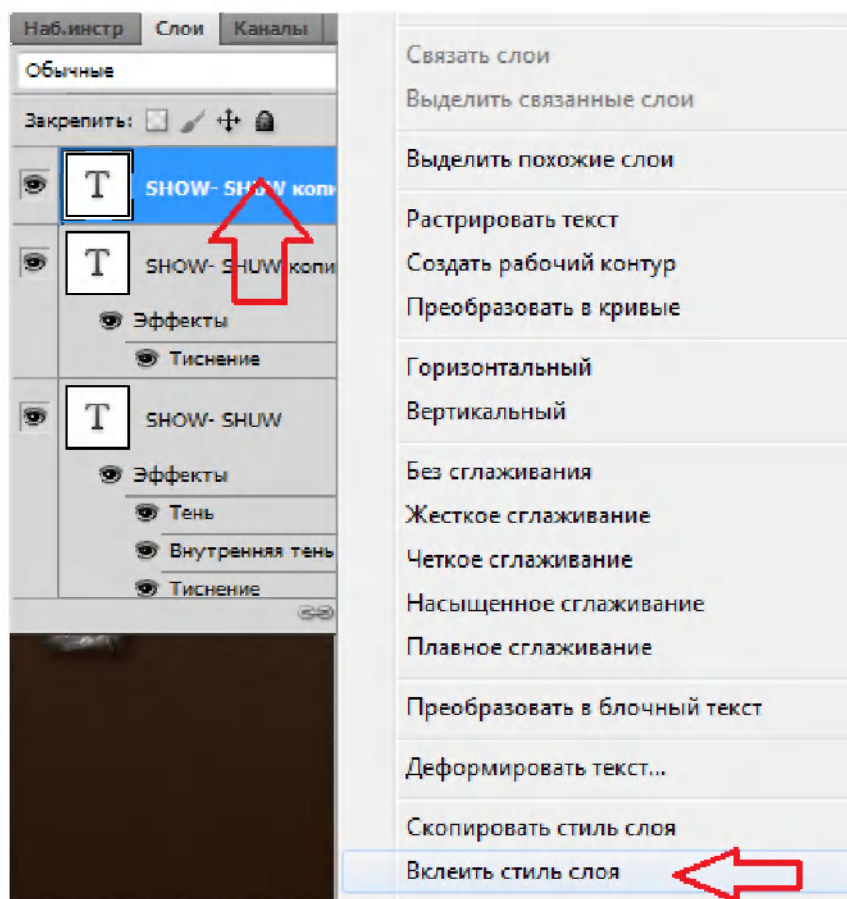 Наб.инстр Слои Каналы
Обычные
Закрепить:
T SHOW- SHUW копи
T SHOW- SHUW копи
Эффекты
Тиснение
T SHOW- SHUW
Эффекты
Тень
Внутренняя тень
Тиснение
Связать слои
Выделить связанные слои
Выделить похожие слои
Растрировать текст
Создать рабочий контур
Преобразовать в кривые
Горизонтальный
Вертикальный
Без сглаживания
Жесткое сглаживание
Четкое сглаживание
Насыщенное сглаживание
Плавное сглаживание
Преобразовать в блочный текст
Деформировать текст...
Скопировать стиль слоя
Вклеить стиль слоя